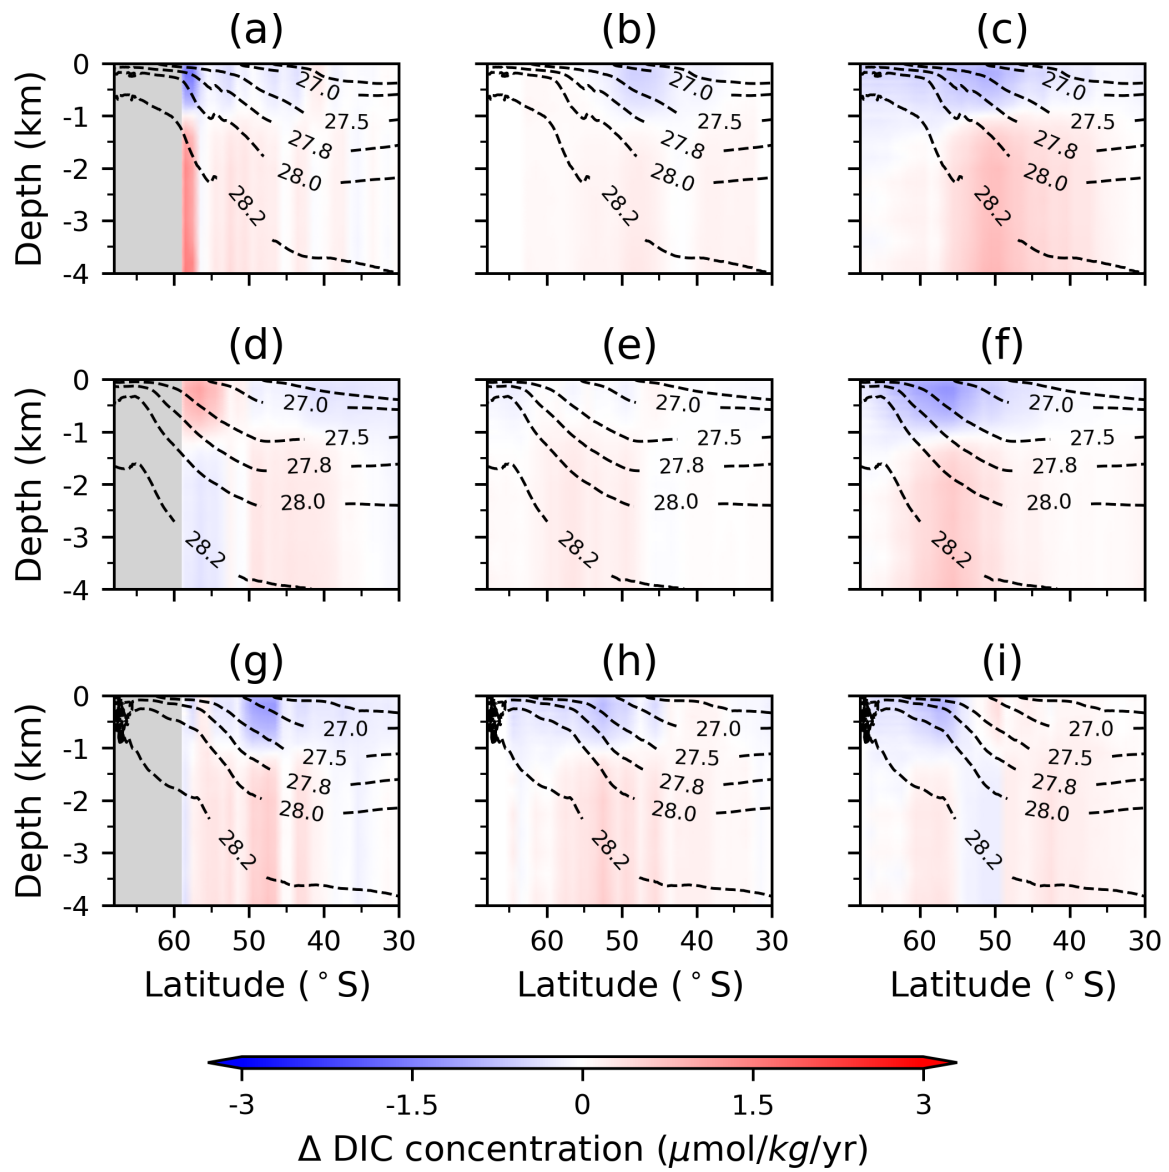 (a) (b) (c)
0
27.0 27.0 27.0
-1
27.5 27.5 27.5
27.8 27.8 27.8
-2
28.0 28.0 28.0
28.2 28.2 28.2
-3
-4
Depth (km)
(d) (e) (f)
0
27.0 27.0 27.0
-1
27.5 27.5 27.5
27.8 27.8 27.8
-2
28.0 28.0 28.0
-3
28.2 28.2 28.2
-4
Depth (km)
(g) (h) (i)
0
27.0 27.0 27.0
-1
27.5 27.5 27.5
27.8 27.8 27.8
-2
28.0 28.0 28.0
28.2 28.2 28.2
-3
-4
Depth (km)
60 50 40 30 60 50 40 30 60 50 40 30
Latitude (°S) Latitude (°S) Latitude (°S)
-3 -1.5 0 1.5 3
Δ DIC concentration (μmol/kg/yr)